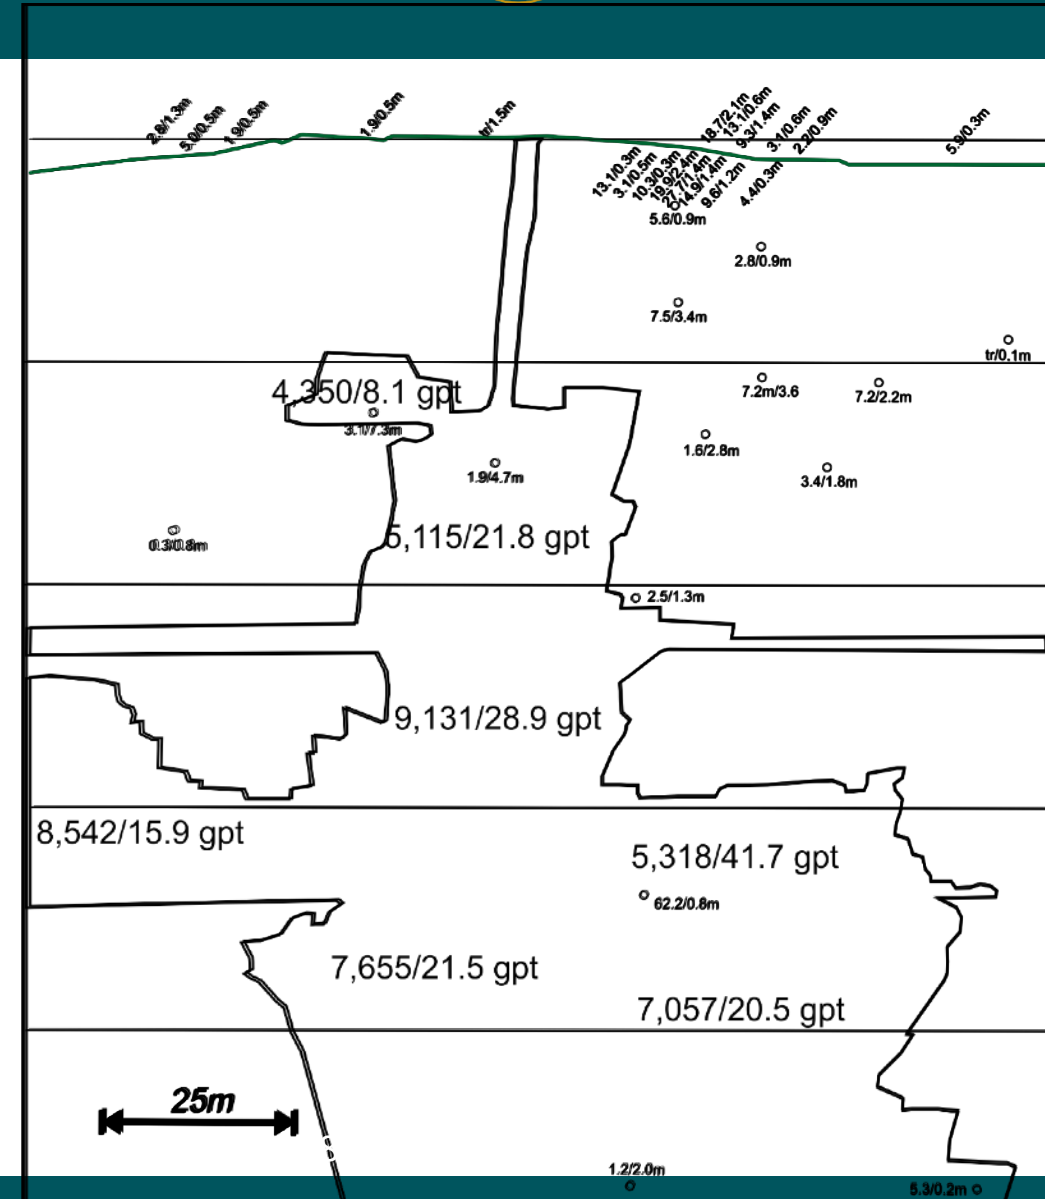 2.8/1.3m
5.0/0.5m
1.9/0.5m
1.9/0.5m
tr/1.5m
18.7/2.1m
13.1/0.6m
9.3/1.4m
3.1/0.6m
2.2/0.9m
5.9/0.3m
13.1/0.3m
3.1/0.5m
10.3/0.3m
19.9/2.4m
27.7/1.4m
14.9/1.4m
9.6/1.2m
4.4/0.3m
5.6/0.9m
2.8/0.9m
7.5/3.4m
tr/0.1m
4,350/8.1 gpt
7.2m/3.6
7.2/2.2m
3.1/7.3m
1.6/2.8m
1.9/4.7m
3.4/1.8m
5,115/21.8 gpt
0.3/0.8m
2.5/1.3m
9,131/28.9 gpt
8,542/15.9 gpt
5,318/41.7 gpt
62.2/0.8m
7,655/21.5 gpt
7,057/20.5 gpt
25m
1.2/2.0m
5.3/0.2m